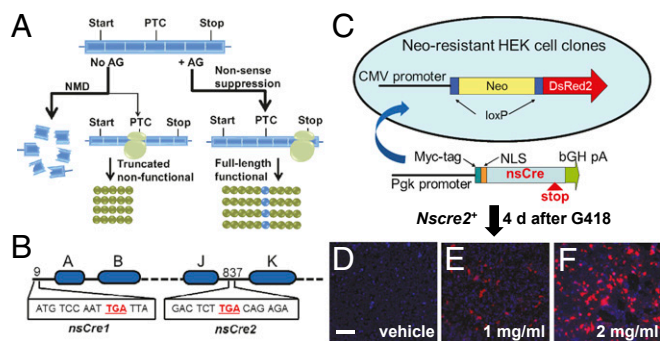 A
Start PTC Stop
No AG + AG
NMD
Non-sense
suppression
PTC
Start Stop
Start Stop
Truncated
non-functional
Full-length
functional
B
A B J K
9 837
ATG TCC AAT TGA TTA
GAC TCT TGA CAG AGA
nsCre1 nsCre2
C
Neo-resistant HEK cell clones
CMV promoter
Neo DsRed2
loxP
Myc-tag NLS bGH pA
nsCre
Pgk promoter
stop
Nscre2+ 4 d after G418
D E F
vehicle 1 mg/ml 2 mg/ml